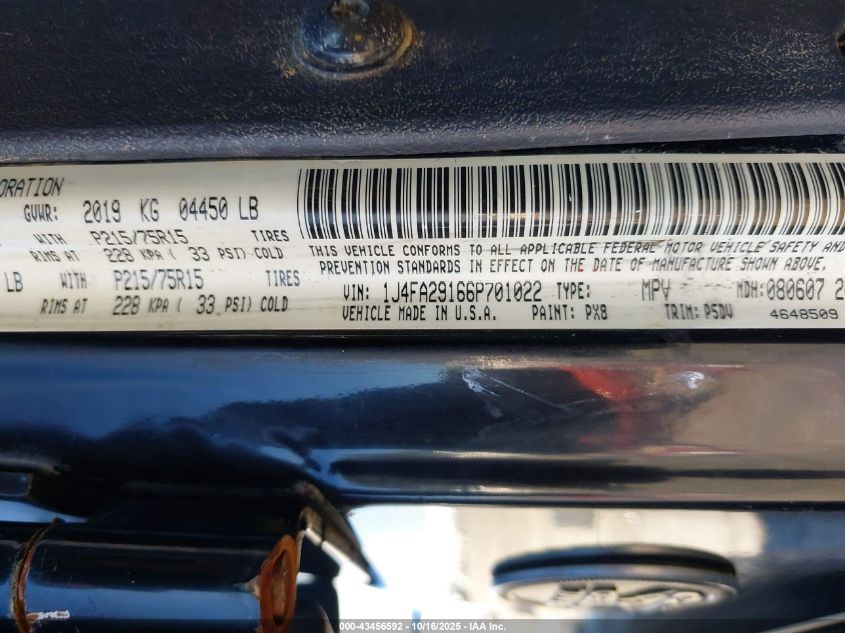 ORATION
GVWR: 2019 KG 04450 LB
WITH P215/75R15 TIRES
RIMS AT 228 KPA ( 33 PSI) COLD
LB WITH P215/75R15 TIRES
RIMS AT 228 KPA ( 33 PSI) COLD
THIS VEHICLE CONFORMS TO ALL APPLICABLE FEDERAL MOTOR VEHICLE SAFETY AND
PREVENTION STANDARDS IN EFFECT ON THE DATE OF MANUFACTURE SHOWN ABOVE.
VIN: 1J4FA29166P701022 TYPE: MPV MDH:080607 2
VEHICLE MADE IN U.S.A. PAINT: PX8 TRIM: P5DV 4648509
000-43456592 - 10/16/2025 - IAA Inc.